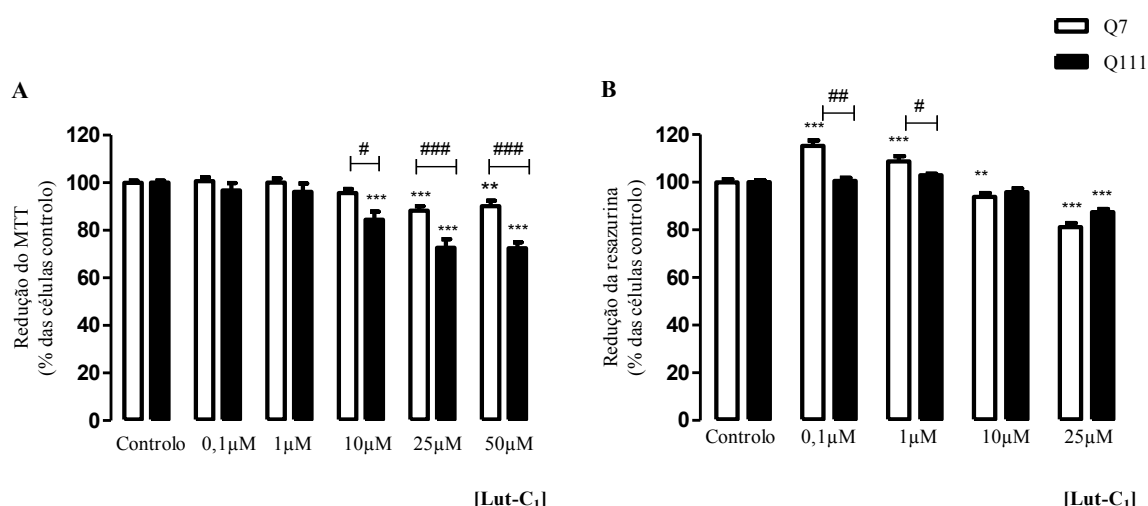 Q7
Q111
A
Redução do MTT
(% das células controlo)
120
100
80
60
40
20
0
#
###
###
***
***
***
**
***
Controlo 0,1µM 1µM 10µM 25µM 50µM
[Lut-C₁]
B
Redução da resazurina
(% das células controlo)
120
100
80
60
40
20
0
##
#
***
***
**
***
***
Controlo 0,1µM 1µM 10µM 25µM
[Lut-C₁]